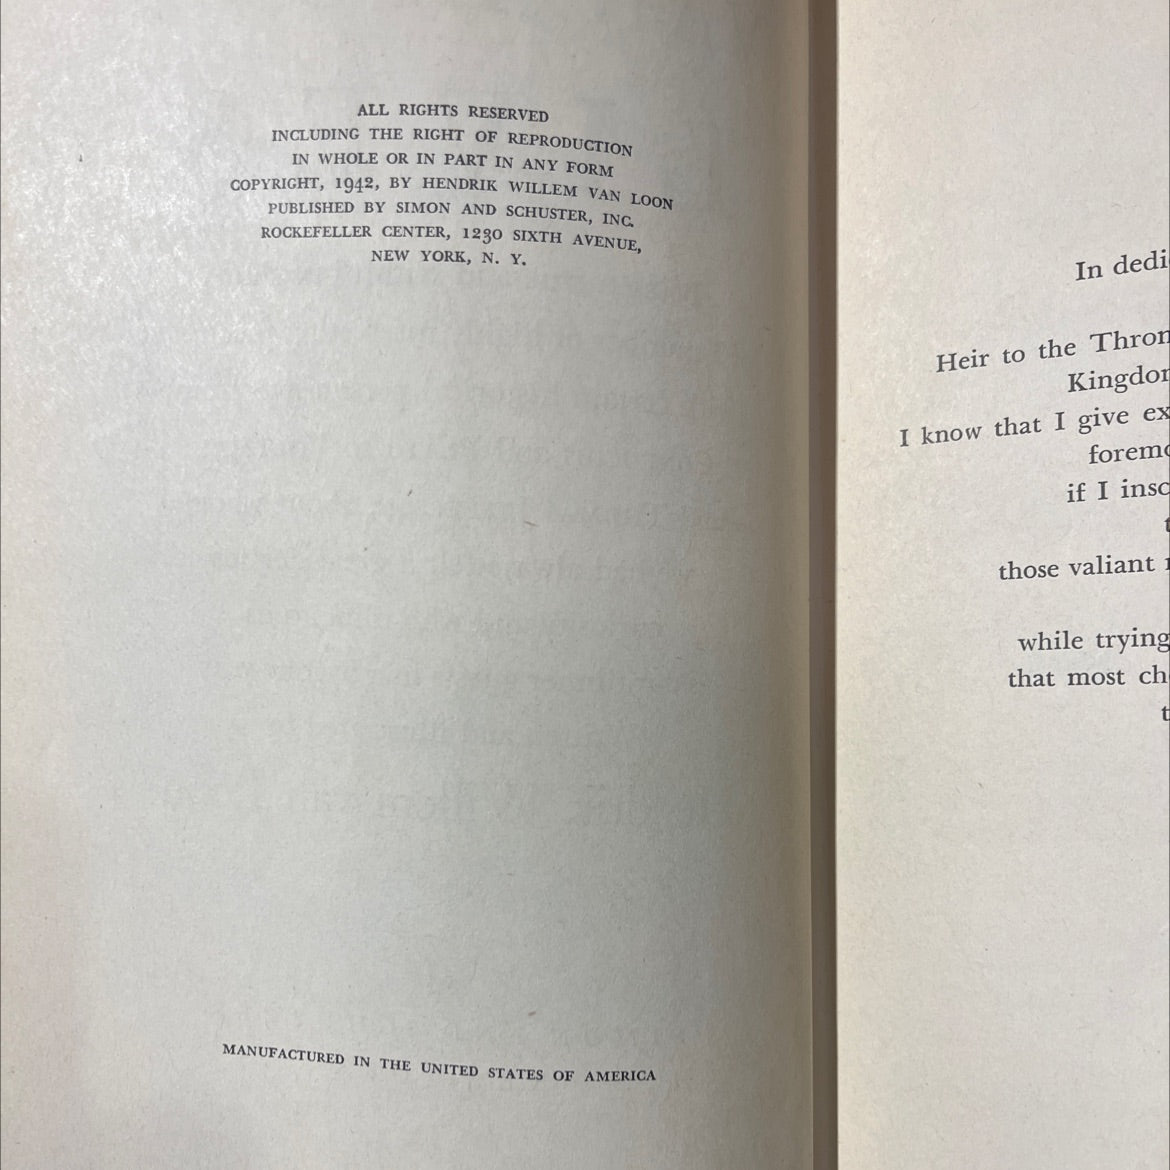 ALL RIGHTS RESERVED
INCLUDING THE RIGHT OF REPRODUCTION
IN WHOLE OR IN PART IN ANY FORM
COPYRIGHT, 1942, BY HENDRIK WILLEM VAN LOON
PUBLISHED BY SIMON AND SCHUSTER, INC.
ROCKEFELLER CENTER, 1230 SIXTH AVENUE,
NEW YORK, N. Y.
MANUFACTURED IN THE UNITED STATES OF AMERICA
In dedi
Heir to the Thron
Kingdor
I know that I give ex
foremo
if I insc
t
those valiant
while trying
that most ch
t